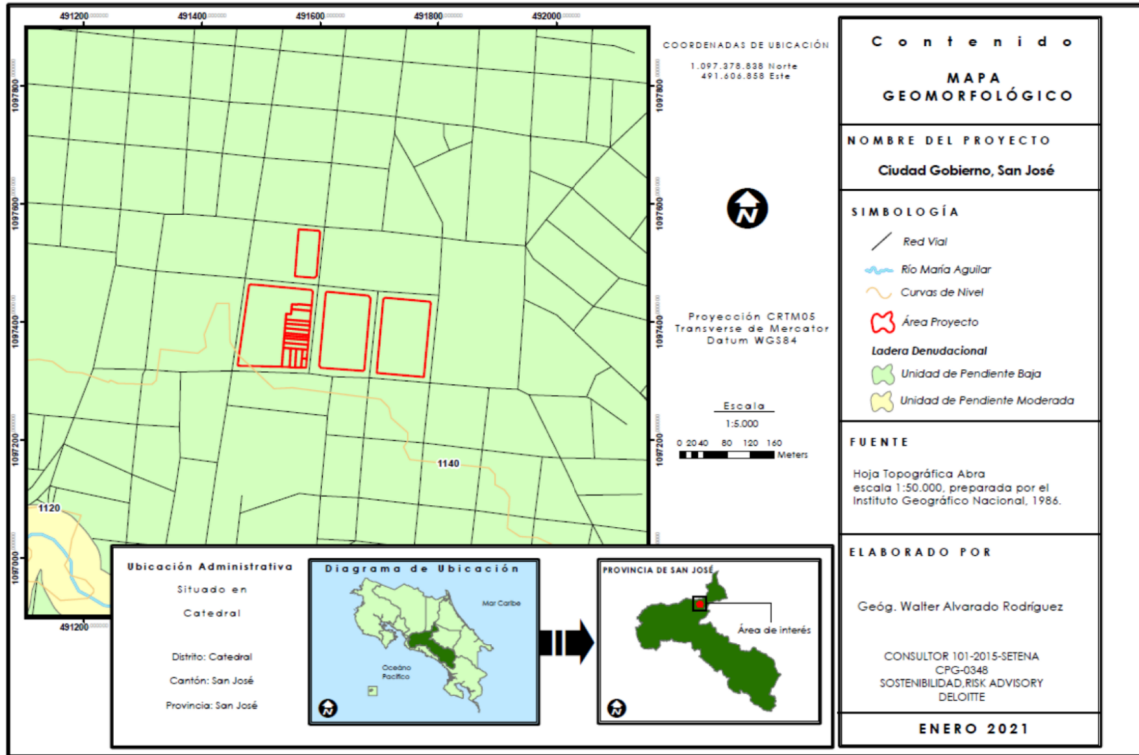 491200
491400
491600
491800
492000
1097800
1097600
1097400
1097200
1097000
1097800
1097600
1097400
1097200
1140
1120
491200
COORDENADAS DE UBICACIÓN
1.097.378.838 Norte
491.606.858 Este
N
Proyección CRTM05
Transverse de Mercator
Datum WGS84
Escala
1:5.000
0 20 40 80 120 160
Meters
Ubicación Administrativa
Situado en
Catedral
Distrito: Catedral
Cantón: San José
Provincia: San José
Diagrama de Ubicación
Mar Caribe
Océano
Pacífico
N
PROVINCIA DE SAN JOSÉ
Área de interés
N
Contenido
MAPA
GEOMORFOLÓGICO
NOMBRE DEL PROYECTO
Ciudad Gobierno, San José
SIMBOLOGÍA
Red Vial
Río María Aguilar
Curvas de Nivel
Área Proyecto
Ladera Denudacional
Unidad de Pendiente Baja
Unidad de Pendiente Moderada
FUENTE
Hoja Topográfica Abra
escala 1:50.000, preparada por el
Instituto Geográfico Nacional, 1986.
ELABORADO POR
Geóg. Walter Alvarado Rodríguez
CONSULTOR 101-2015-SETENA
CPG-0348
SOSTENIBILIDAD,RISK ADVISORY
DELOITTE
ENERO 2021